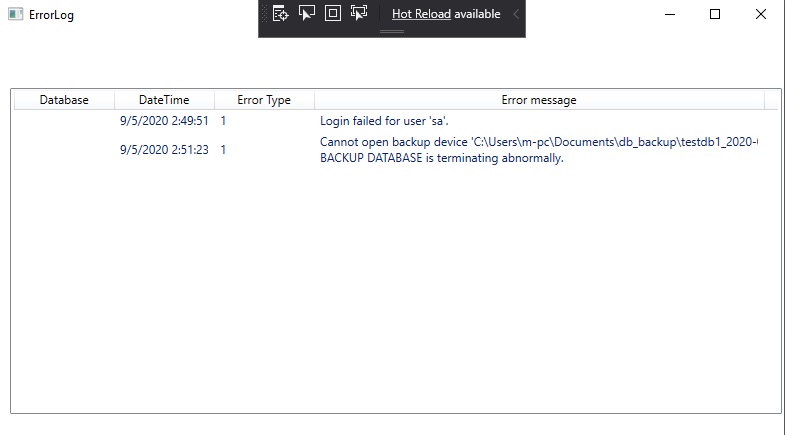 ErrorLog
Hot Reload available
Database DateTime Error Type Error message
9/5/2020 2:49:51 1 Login failed for user 'sa'.
9/5/2020 2:51:23 1 Cannot open backup device 'C:\Users\m-pc\Documents\db_backup\testdb1_2020-
BACKUP DATABASE is terminating abnormally.